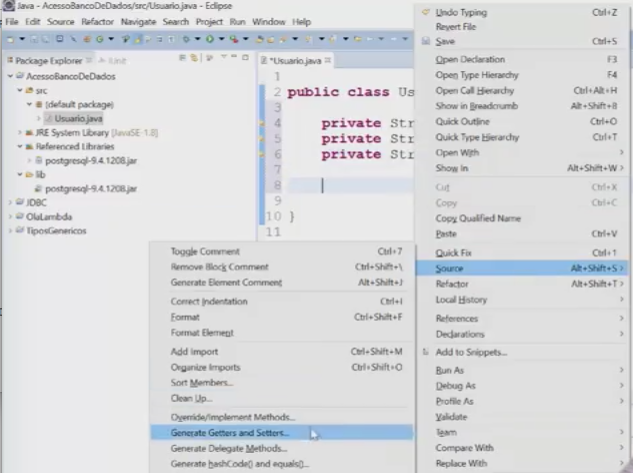 Java - AcessoBancoDeDados/src/Usuario.java - Eclipse
File Edit Source Refactor Navigate Search Project Run Window Help
Package Explorer
JUnit
AcessoBancoDeDados
src
(default package)
Usuario.java
JRE System Library [JavaSE-1.8]
Referenced Libraries
postgresql-9.4.1208.jar
lib
postgresql-9.4.1208.jar
JDBC
OlaLambda
TiposGenericos
*Usuario.java
1
2 public class Us
3
4 private Str
5 private Str
6 private Str
7
8
10 }
11
Undo Typing Ctrl+Z
Revert File
Save Ctrl+S
Open Declaration F3
Open Type Hierarchy F4
Open Call Hierarchy Ctrl+Alt+H
Show in Breadcrumb Alt+Shift+B
Quick Outline Ctrl+O
Quick Type Hierarchy Ctrl+T
Open With
Show In Alt+Shift+W
Cut Ctrl+X
Copy Ctrl+C
Copy Qualified Name
Paste Ctrl+V
Quick Fix Ctrl+1
Source Alt+Shift+S
Refactor Alt+Shift+T
Local History
References
Declarations
Add to Snippets...
Run As
Debug As
Profile As
Validate
Team
Compare With
Replace With
Toggle Comment Ctrl+7
Remove Block Comment Ctrl+Shift+\
Generate Element Comment Alt+Shift+J
Correct Indentation Ctrl+I
Format Ctrl+Shift+F
Format Element
Add Import Ctrl+Shift+M
Organize Imports Ctrl+Shift+O
Sort Members...
Clean Up...
Override/Implement Methods...
Generate Getters and Setters...
Generate Delegate Methods...
Generate hashCode() and equals()...